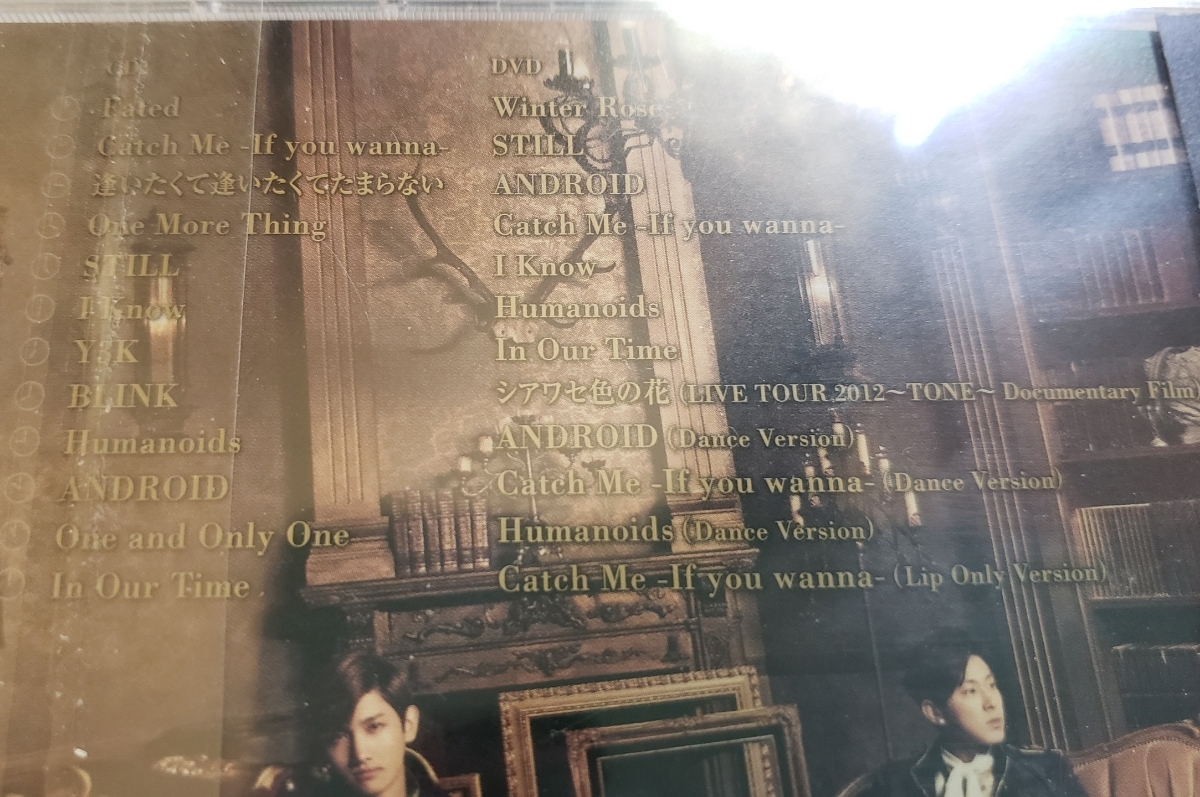 CD
Fated
Catch Me -If you wanna-
逢いたくて逢いたくてたまらない
One More Thing
STILL
I Know
Y3K
BLINK
Humanoids
ANDROID
One and Only One
In Our Time
DVD
Winter Rose
STILL
ANDROID
Catch Me -If you wanna-
I Know
Humanoids
In Our Time
シアワセ色の花 (LIVE TOUR 2012～TONE～ Documentary Film)
ANDROID (Dance Version)
Catch Me -If you wanna- (Dance Version)
Humanoids (Dance Version)
Catch Me -If you wanna- (Lip Only Version)